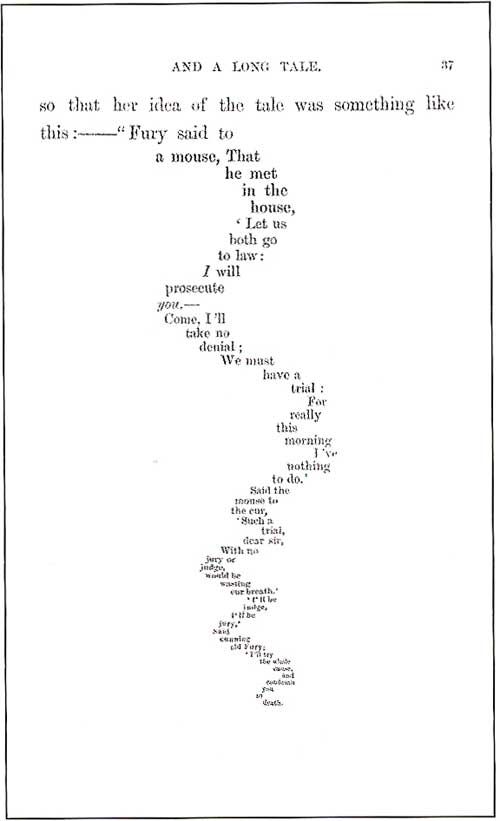 AND A LONG TALE. 37
so that her idea of the tale was something like
this:——"Fury said to
a mouse, That
he met
in the
house,
‘ Let us
both go
to law:
I will
prosecute
you.—
Come, I'll
take no
denial;
We must
have a
trial :
For
really
this
morning
I've
nothing
to do.’
Said the
mouse to
the cur,
‘Such a
trial,
dear sir,
With no
jury or
judge,
would be
wasting
our breath.’
‘I'll be
judge,
I'll be
jury,’
Said
cunning
old Fury;
‘I'll try
the whole
cause,
and
condemn
you
to
death.